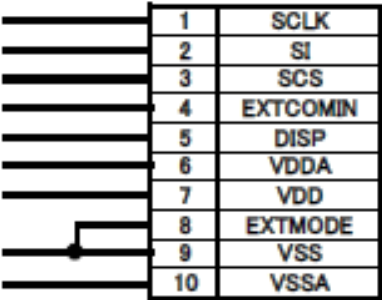 1 SCLK
2 SI
3 SCS
4 EXTCOMIN
5 DISP
6 VDDA
7 VDD
8 EXTMODE
9 VSS
10 VSSA